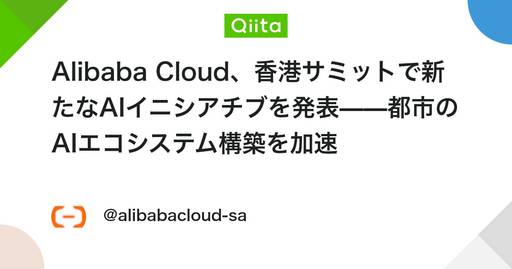 Qiita
Alibaba Cloud、香港サミットで新
たなAIイニシアチブを発表——都市の
AIエコシステム構築を加速
@alibabacloud-sa